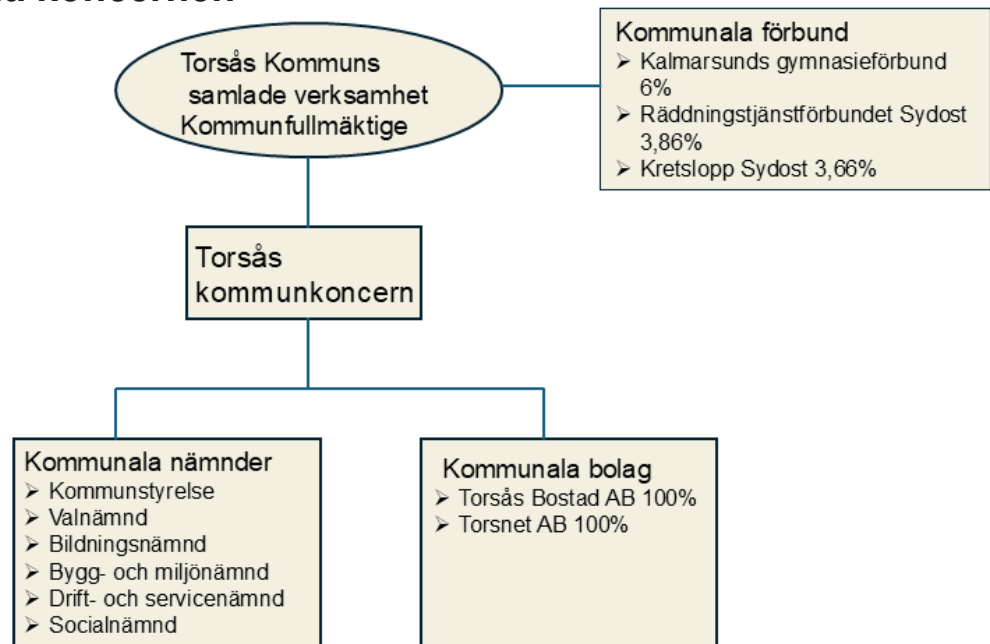 Torsås Kommuns
samlade verksamhet
Kommunfullmäktige
Kommunala förbund
➢ Kalmarsunds gymnasieförbund
6%
➢ Räddningstjänstförbundet Sydost
3,86%
➢ Kretslopp Sydost 3,66%
Torsås
kommunkoncern
Kommunala nämnder
➢ Kommunstyrelse
➢ Valnämnd
➢ Bildningsnämnd
➢ Bygg- och miljönämnd
➢ Drift- och servicenämnd
➢ Socialnämnd
Kommunala bolag
➢ Torsås Bostad AB 100%
➢ Torsnet AB 100%